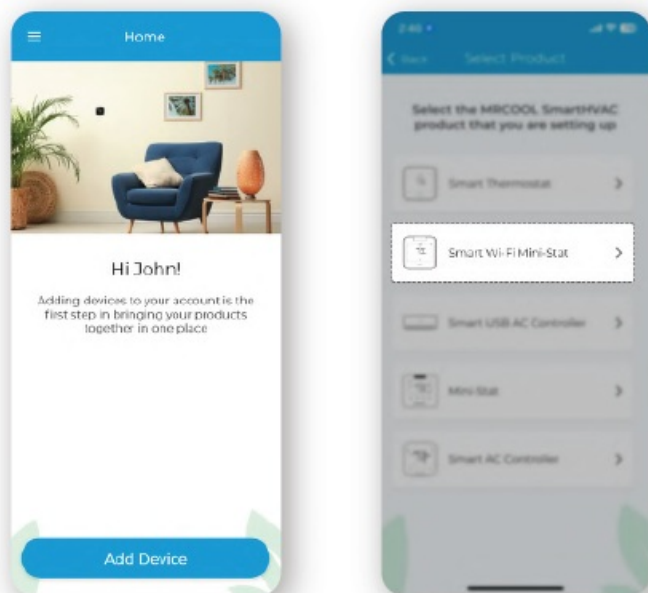 Home
Hi John!
Adding devices to your account is the
first step in bringing your products
together in one place
Add Device
2:46
Back
Select Product
Select the MRCOOL SmartHVAC
product that you are setting up
Smart Thermostat
Smart Wi-Fi Mini-Stat
Smart USB AC Controller
Mini-Stat
Smart AC Controller